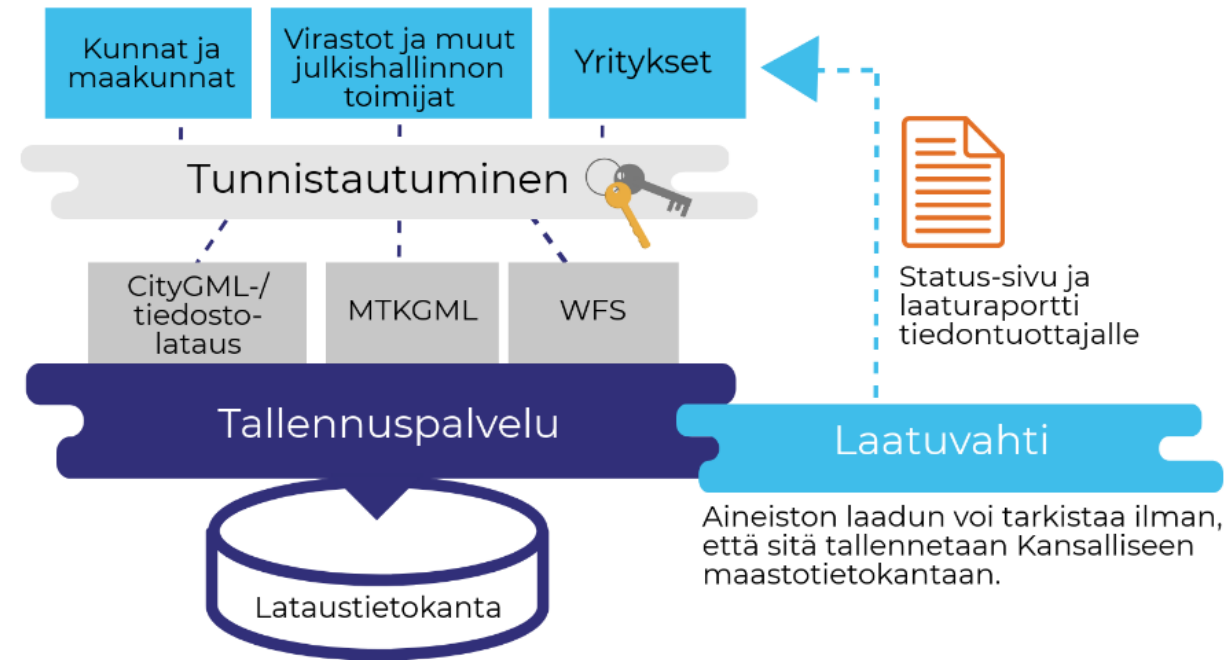 Kunnat ja
maakunnat
Virastot ja muut
julkishallinnon
toimijat
Yritykset
Tunnistautuminen
CityGML-/
tiedosto-
lataus
MTKGML
WFS
Status-sivu ja
laaturaportti
tiedontuottajalle
Tallennuspalvelu
Laatuvahti
Aineiston laadun voi tarkistaa ilman,
että sitä tallennetaan Kansalliseen
maastotietokantaan.
Lataustietokanta